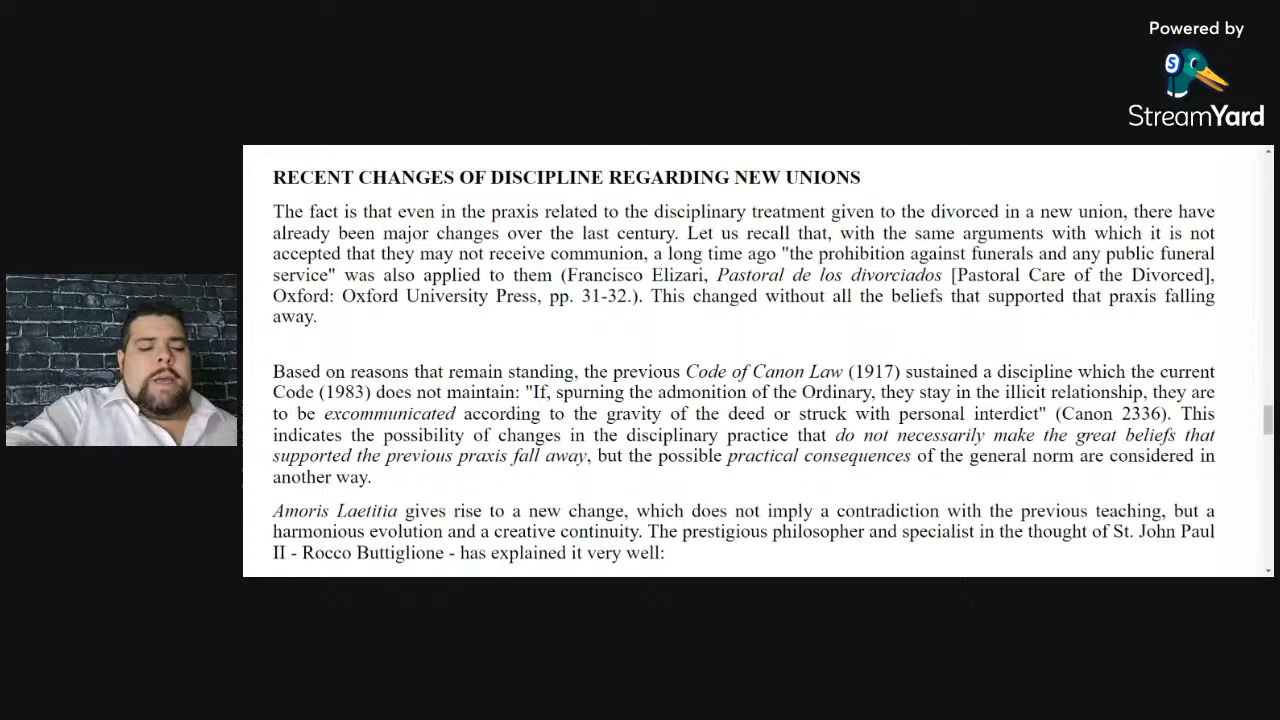 Powered by
S
StreamYard
RECENT CHANGES OF DISCIPLINE REGARDING NEW UNIONS
The fact is that even in the praxis related to the disciplinary treatment given to the divorced in a new union, there have
already been major changes over the last century. Let us recall that, with the same arguments with which it is not
accepted that they may not receive communion, a long time ago "the prohibition against funerals and any public funeral
service" was also applied to them (Francisco Elizari, Pastoral de los divorciados [Pastoral Care of the Divorced],
Oxford: Oxford University Press, pp. 31-32.). This changed without all the beliefs that supported that praxis falling
away.
Based on reasons that remain standing, the previous Code of Canon Law (1917) sustained a discipline which the current
Code (1983) does not maintain: "If, spurning the admonition of the Ordinary, they stay in the illicit relationship, they are
to be excommunicated according to the gravity of the deed or struck with personal interdict" (Canon 2336). This
indicates the possibility of changes in the disciplinary practice that do not necessarily make the great beliefs that
supported the previous praxis fall away, but the possible practical consequences of the general norm are considered in
another way.
Amoris Laetitia gives rise to a new change, which does not imply a contradiction with the previous teaching, but a
harmonious evolution and a creative continuity. The prestigious philosopher and specialist in the thought of St. John Paul
II - Rocco Buttiglione - has explained it very well: